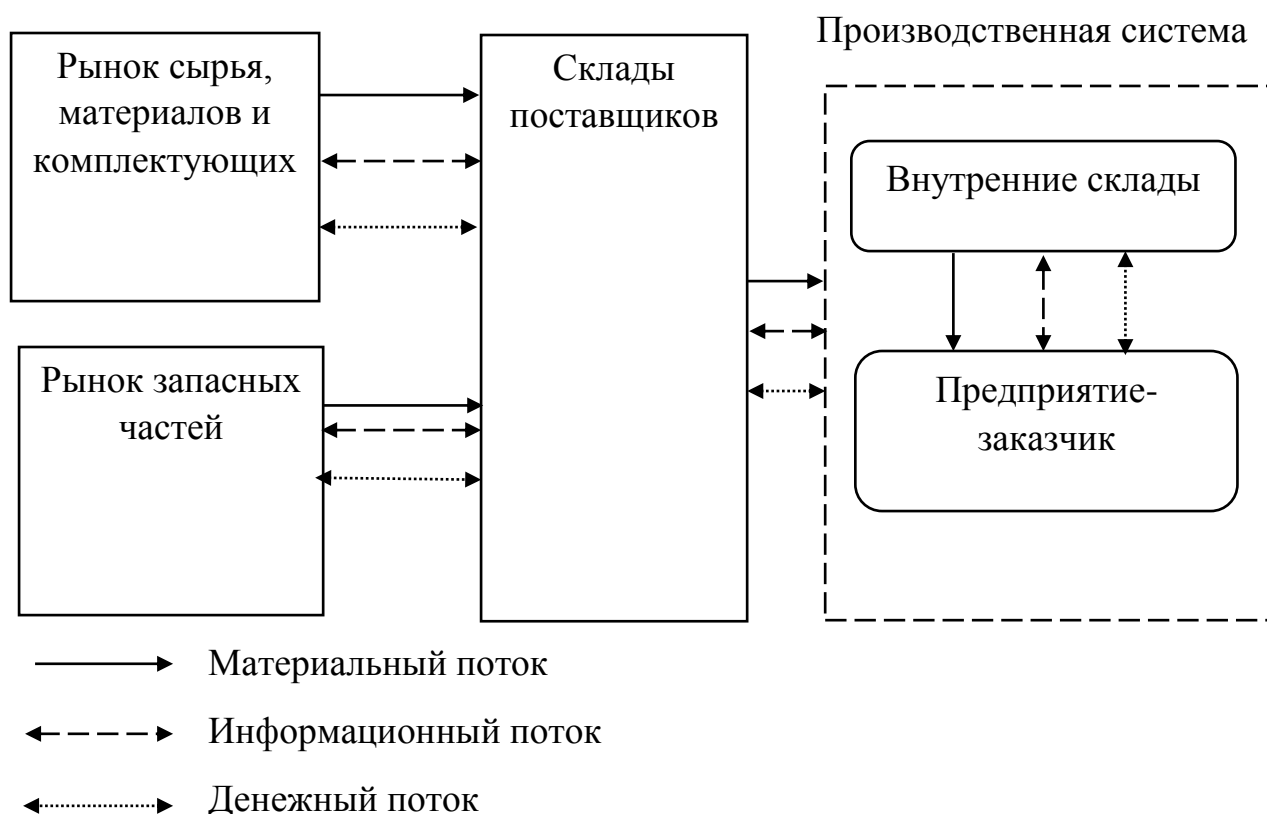 Производственная система
Рынок сырья,
материалов и
комплектующих
Склады
поставщиков
Внутренние склады
Рынок запасных
частей
Предприятие-
заказчик
Материальный поток
Информационный поток
Денежный поток